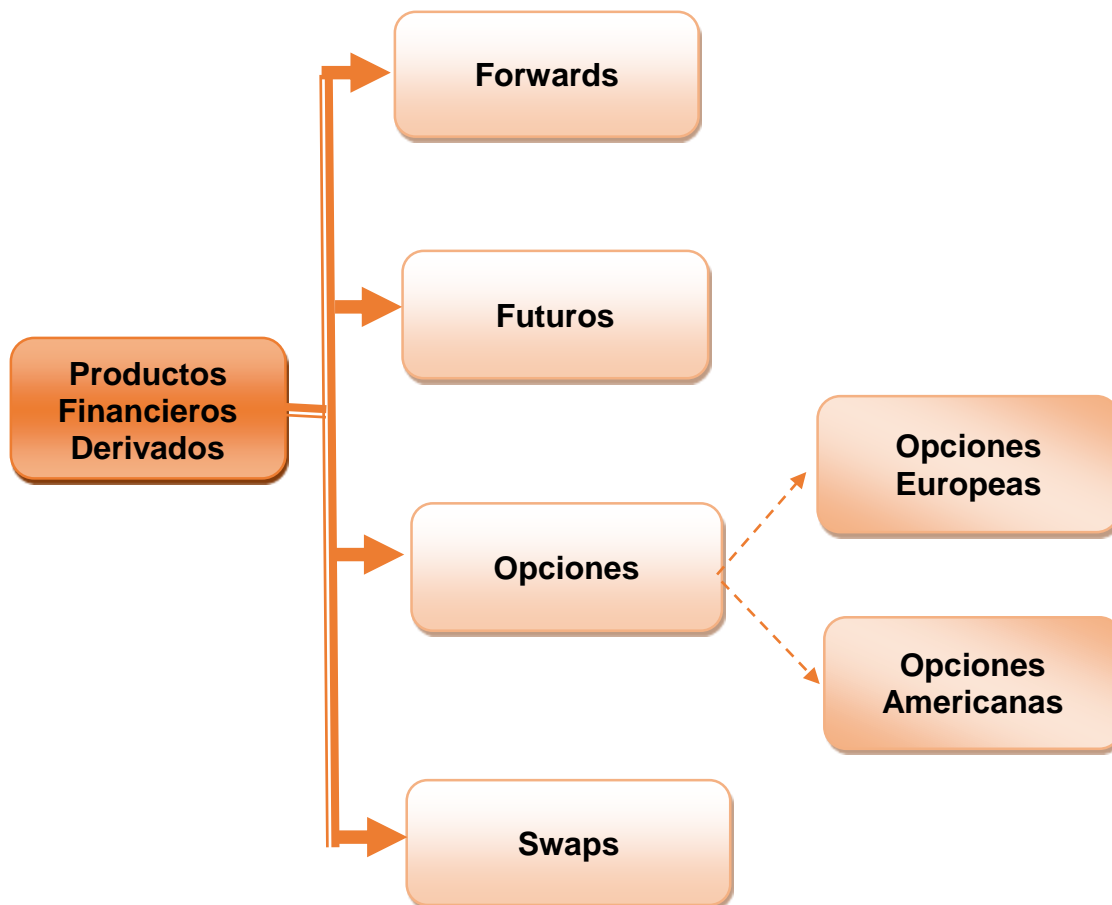 Forwards
Futuros
Productos
Financieros
Derivados
Opciones
Europeas
Opciones
Opciones
Americanas
Swaps